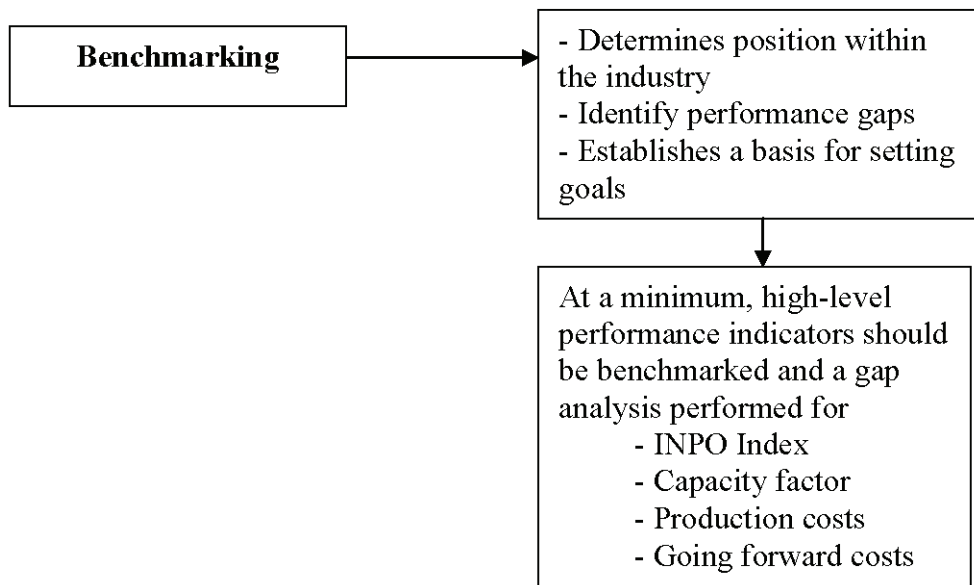 Benchmarking
- Determines position within
the industry
- Identify performance gaps
- Establishes a basis for setting
goals
At a minimum, high-level
performance indicators should
be benchmarked and a gap
analysis performed for
- INPO Index
- Capacity factor
- Production costs
- Going forward costs